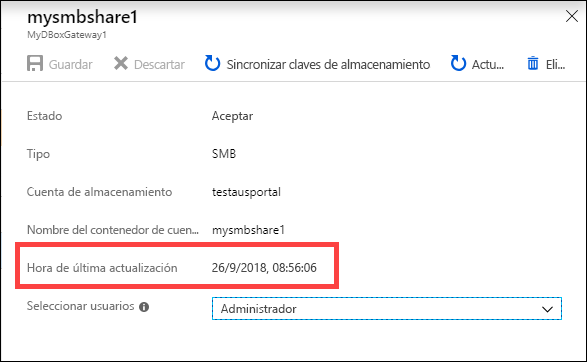 mysmbshare1
MyDBoxGateway1
Guardar Descartar Sincronizar claves de almacenamiento Actu... Eli...
Estado Aceptar
Tipo SMB
Cuenta de almacenamiento testausportal
Nombre del contenedor de cuen... mysmbshare1
Hora de última actualización 26/9/2018, 08:56:06
Seleccionar usuarios Administrador